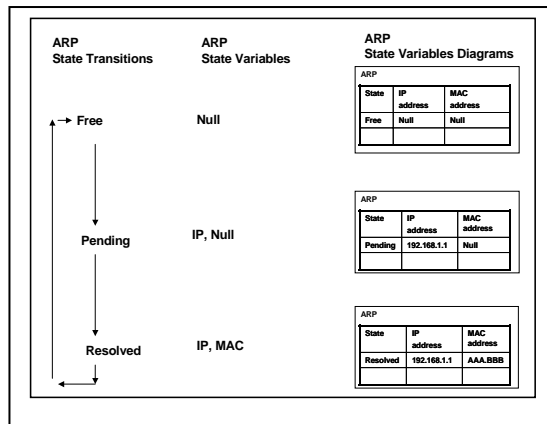 ARP
State Transitions
ARP
State Variables
ARP
State Variables Diagrams
Free
Null
ARP
State IP address MAC address
Free Null Null
Pending
IP, Null
ARP
State IP address MAC address
Pending 192.168.1.1 Null
Resolved
IP, MAC
ARP
State IP address MAC address
Resolved 192.168.1.1 AAA.BBB